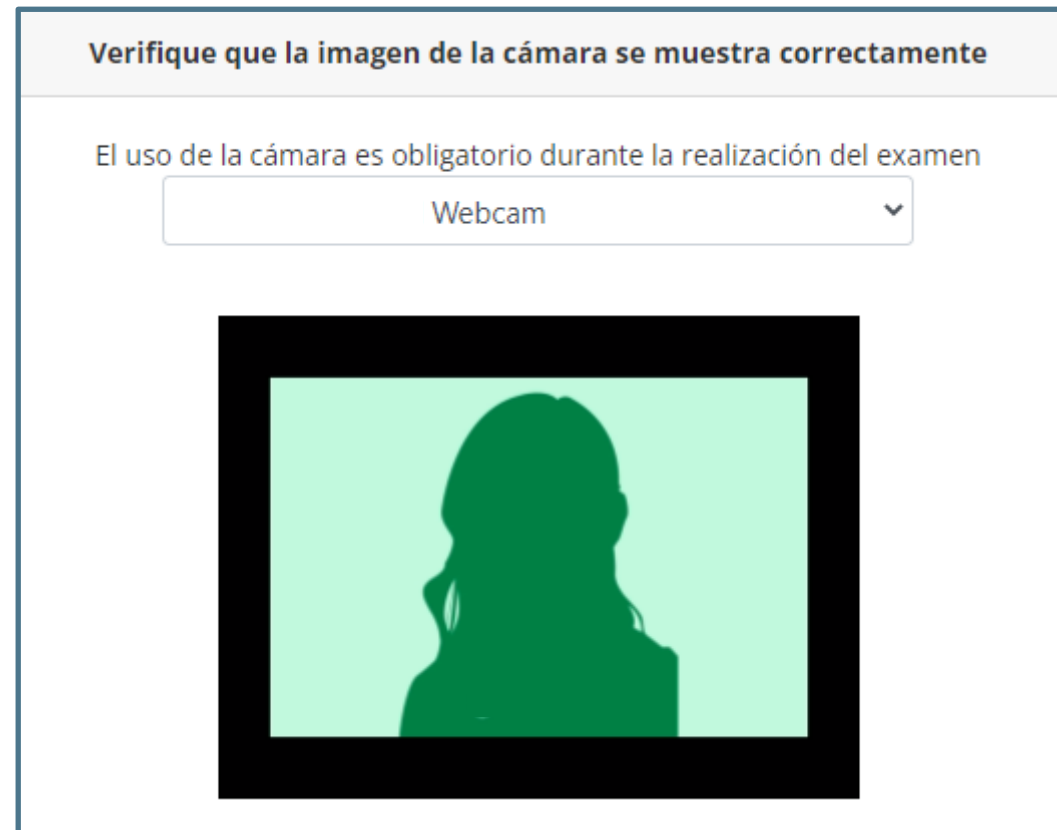 Verifique que la imagen de la cámara se muestra correctamente
El uso de la cámara es obligatorio durante la realización del examen
Webcam